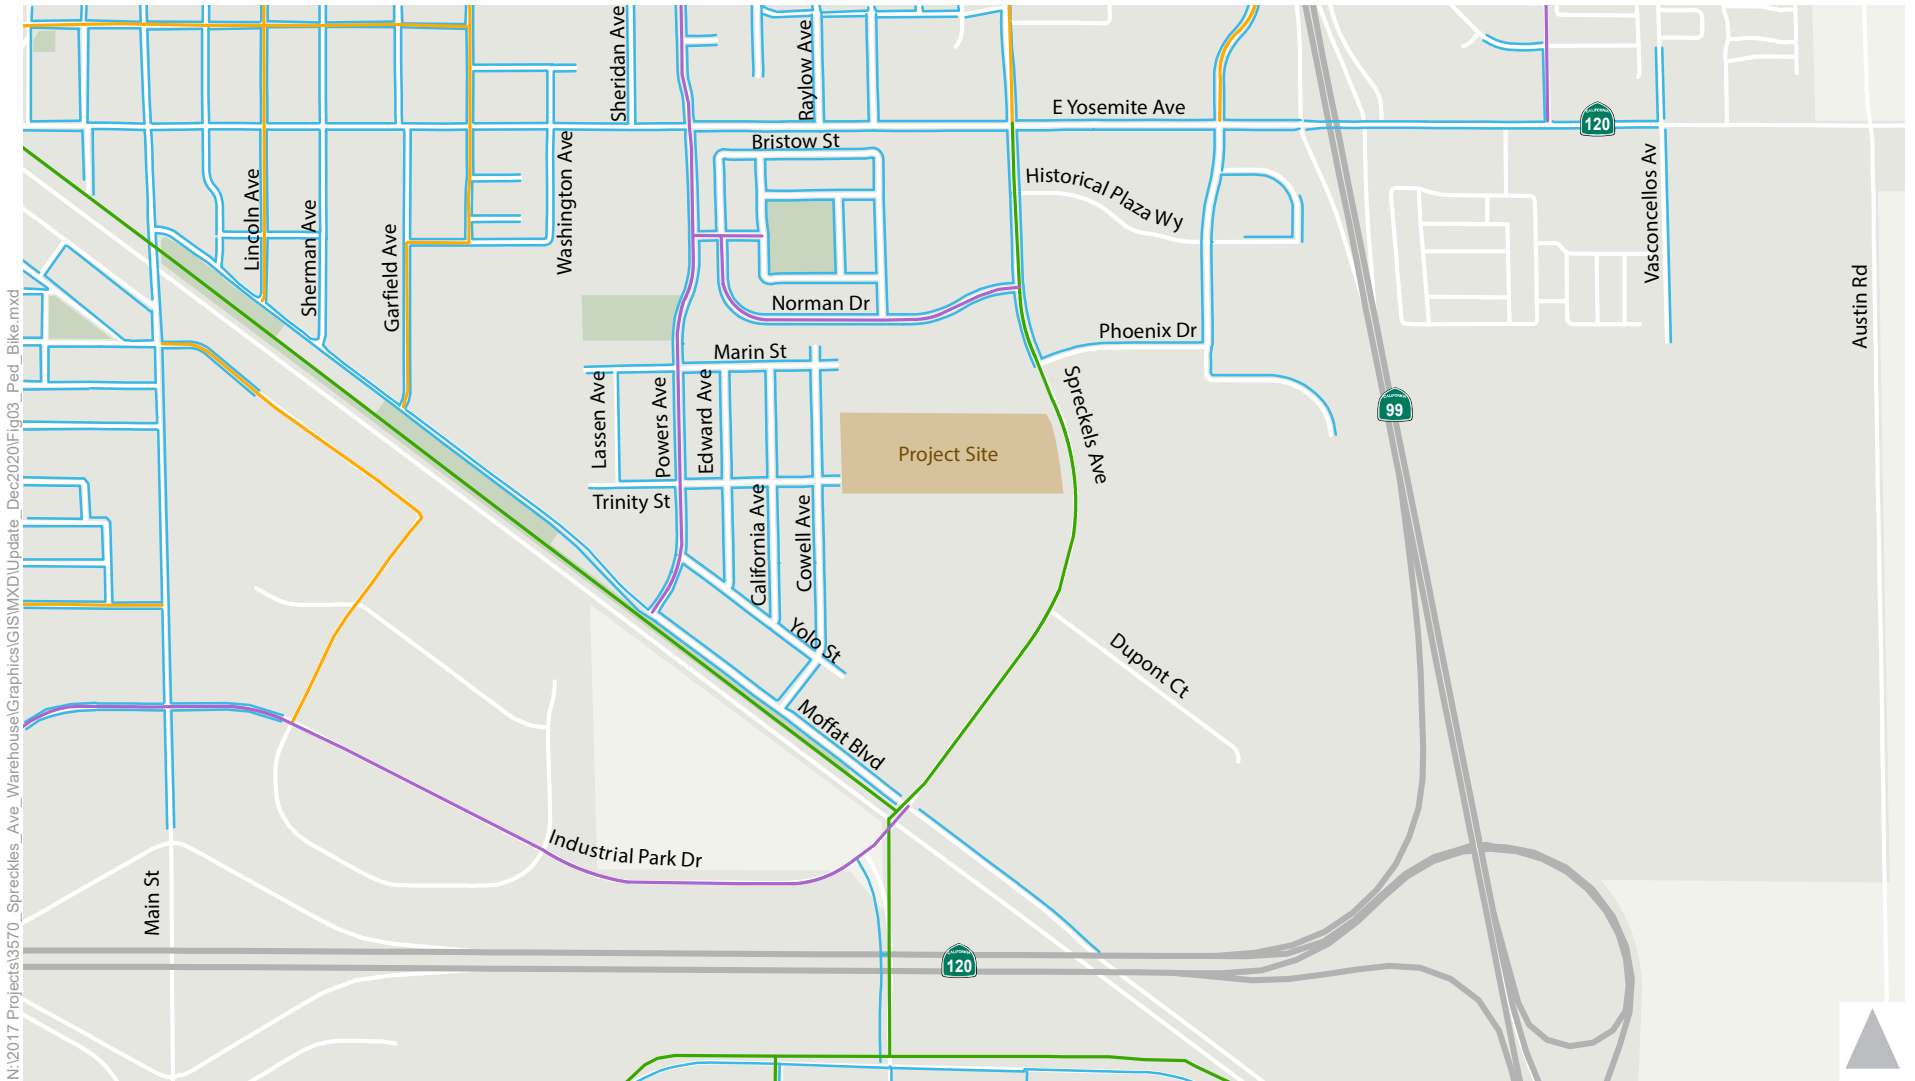 Sheridan Ave
Raylow Ave
E Yosemite Ave
CALIFORNIA
120
Bristow St
Washington Ave
Lincoln Ave
Sherman Ave
Garfield Ave
Historical Plaza Wy
Vasconcellos Av
Austin Rd
Norman Dr
Phoenix Dr
Marin St
Lassen Ave
Powers Ave
Edward Ave
Spreckels Ave
CALIFORNIA
99
Project Site
Trinity St
California Ave
Cowell Ave
Yolo St
Dupont Ct
Moffat Blvd
Industrial Park Dr
Main St
CALIFORNIA
120
N:\2017 Projects\3570_Spreckles_Ave_Warehouse\Graphics\GIS\MXD\Update_Dec2020\Fig03_Ped_Bike.mxd